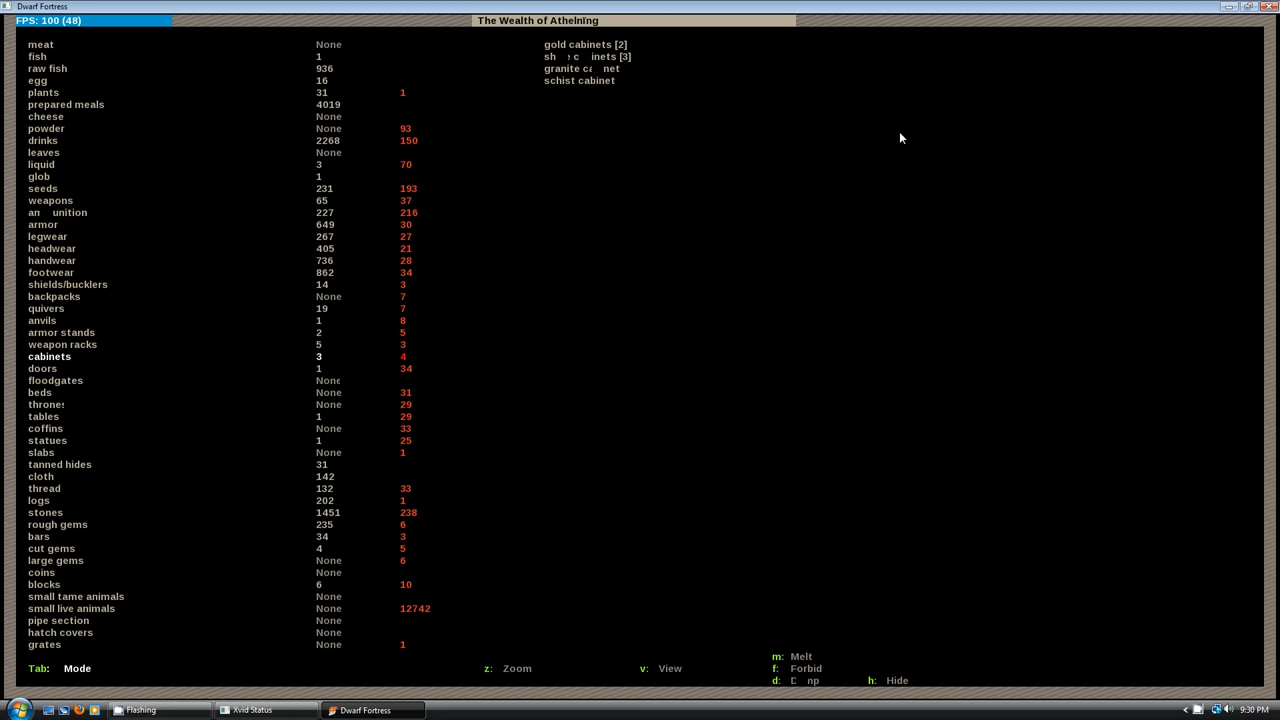 Dwarf Fortress
FPS: 100 (48) The Wealth of Athelnïng
meat None gold cabinets [2]
fish 1 [3]
raw fish 936 granite
egg 16 schist cabinet
plants 31 1
prepared meals 4019
cheese None
powder None 93
drinks 2268 150
leaves None
liquid 3 70
glob 1
seeds 231 193
weapons 65 37
227 216
armor 649 30
legwear 267 27
headwear 405 21
handwear 736 28
footwear 862 34
shields/bucklers 14 3
backpacks None 7
quivers 19 7
anvils 1 8
armor stands 2 5
weapon racks 5 3
cabinets 3 4
doors 1 34
floodgates None
beds None 31
thrones None 29
tables 1 29
coffins None 33
statues 1 25
slabs None 1
tanned hides 31
cloth 142
thread 132 33
logs 202 1
stones 1451 238
rough gems 235 6
bars 34 3
cut gems 4 5
large gems None 6
coins None
blocks 6 10
small tame animals None
small live animals None 12742
pipe section None
hatch covers None
grates None 1
m: Melt
Tab: Mode z: Zoom v: View f: Forbid
d: h: Hide
Flashing Xvid Status Dwarf Fortress 9:30 PM